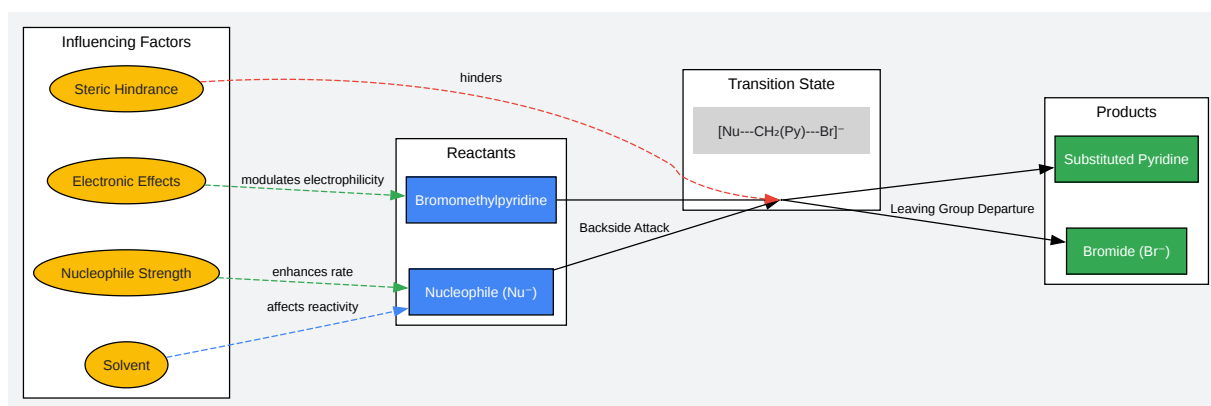 Influencing Factors
Steric Hindrance
Electronic Effects
Nucleophile Strength
Solvent
hinders
modulates electrophilicity
enhances rate
affects reactivity
Reactants
Bromomethylpyridine
Nucleophile (Nu⁻)
Backside Attack
Transition State
[Nu---CH₂(Py)---Br]⁻
Leaving Group Departure
Products
Substituted Pyridine
Bromide (Br⁻)